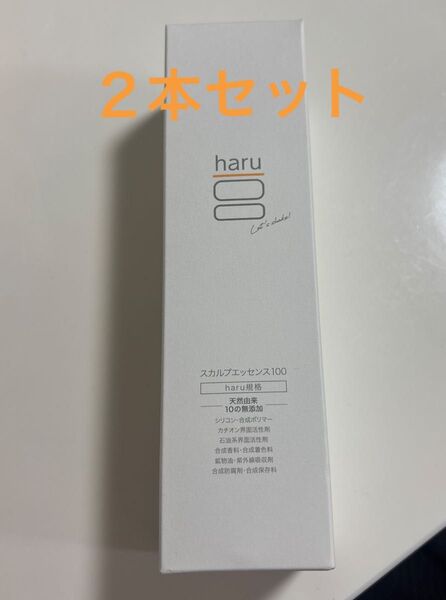 2本セット
haru
Let's shake!
スカルプエッセンス100
haru規格
天然由来
10の無添加
シリコン・合成ポリマー
カチオン界面活性剤
石油系界面活性剤
合成香料・合成着色料
鉱物油・紫外線吸収剤
合成防腐剤・合成保存料